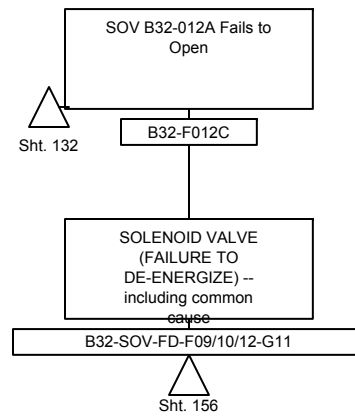 SOV B32-012A Fails to
Open
B32-F012C
Sht. 132
SOLENOID VALVE
(FAILURE TO
DE-ENERGIZE) --
including common
cause
B32-SOV-FD-F09/10/12-G11
Sht. 156